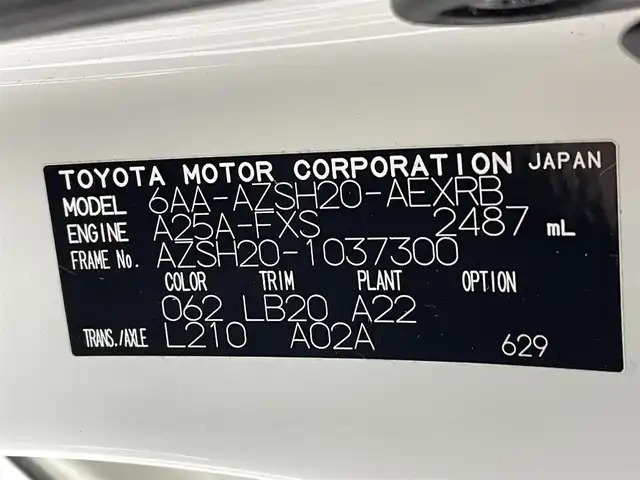 TOYOTA MOTOR CORPORATION JAPAN
MODEL 6AA-AZSH20-AEXRB
ENGINE A25A-FXS 2487 mL
FRAME No. AZSH20-1037300
COLOR TRIM PLANT OPTION
062 LB20 A22
TRANS./AXLE L210 A02A 629